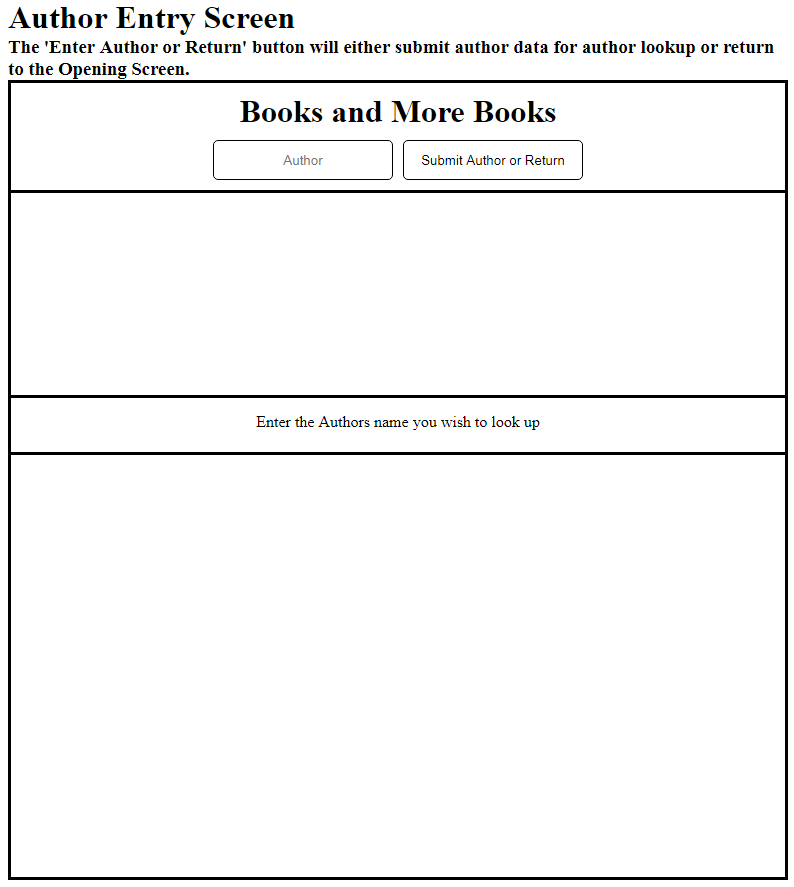 Author Entry Screen
The 'Enter Author or Return' button will either submit author data for author lookup or return
to the Opening Screen.
Books and More Books
Author
Submit Author or Return
Enter the Authors name you wish to look up